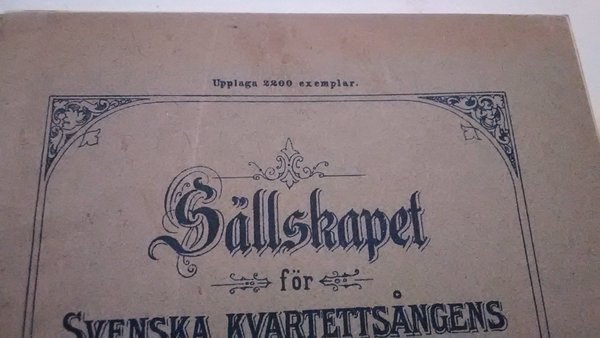 Upplaga 2200 exemplar.
Sällskapet
för
SVENSKA KVARTETTSÅNGENS